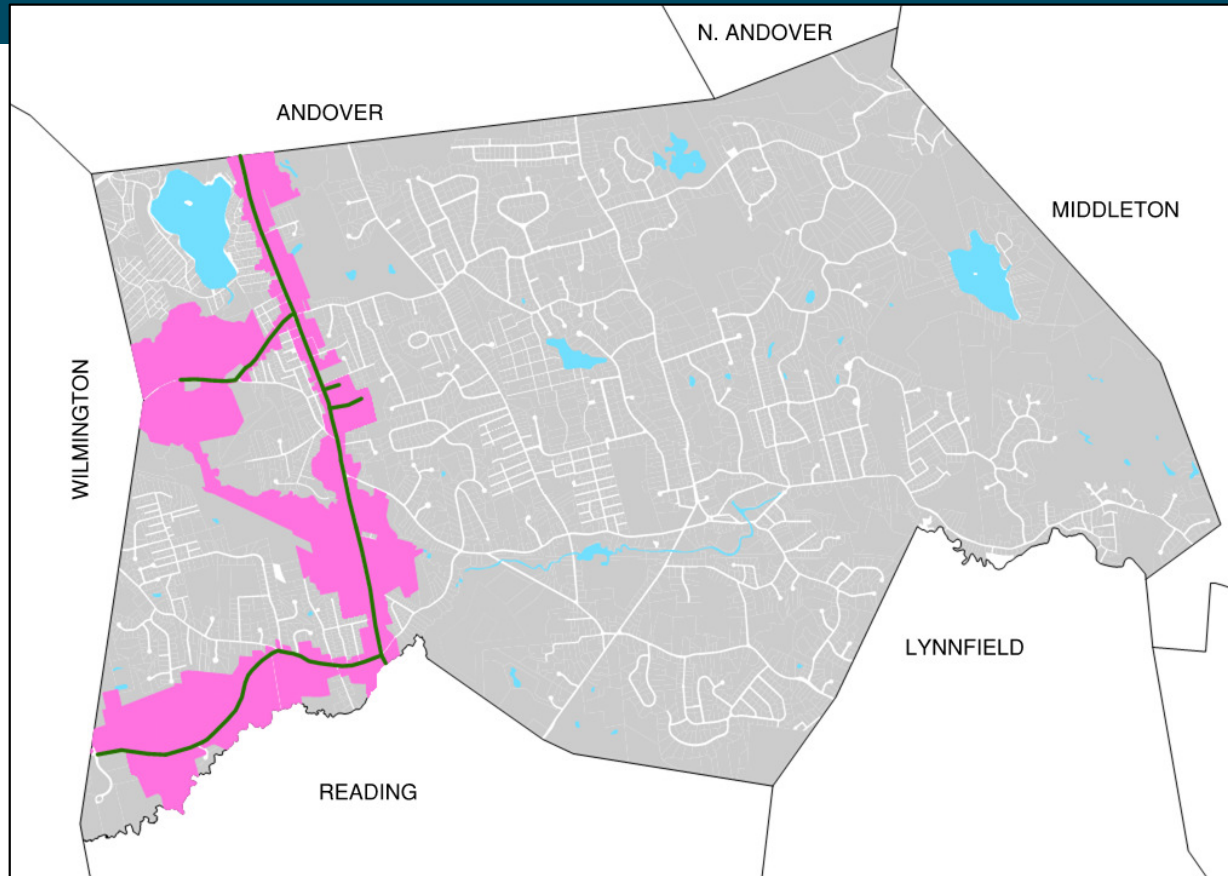 N. ANDOVER
ANDOVER
MIDDLETON
WILMINGTON
LYNNFIELD
READING